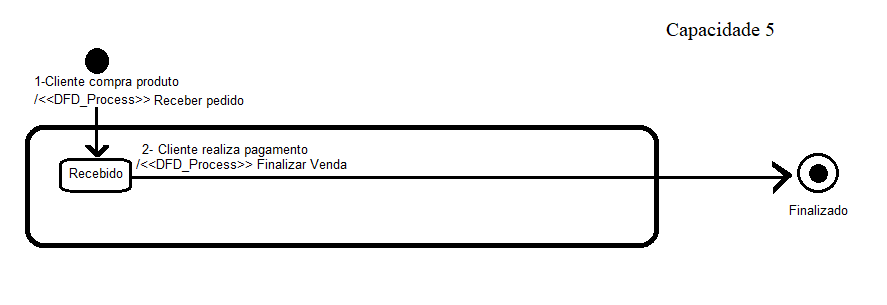 Capacidade 5
1-Cliente compra produto
/<<DFD_Process>> Receber pedido
2- Cliente realiza pagamento
/<<DFD_Process>> Finalizar Venda
Recebido
Finalizado